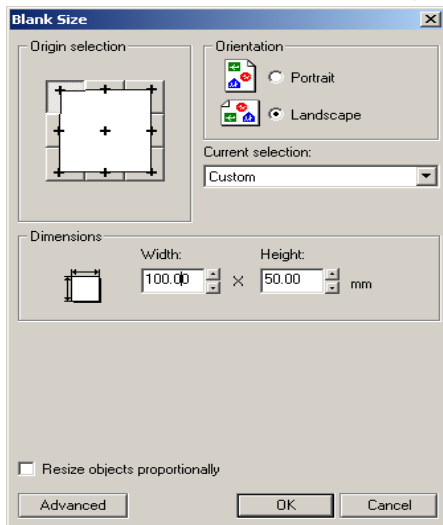 Blank Size
Origin selection
Orientation
Portrait
Landscape
Current selection:
Custom
Dimensions
Width: Height:
100.00 X 50.00 mm
Resize objects proportionally
Advanced OK Cancel